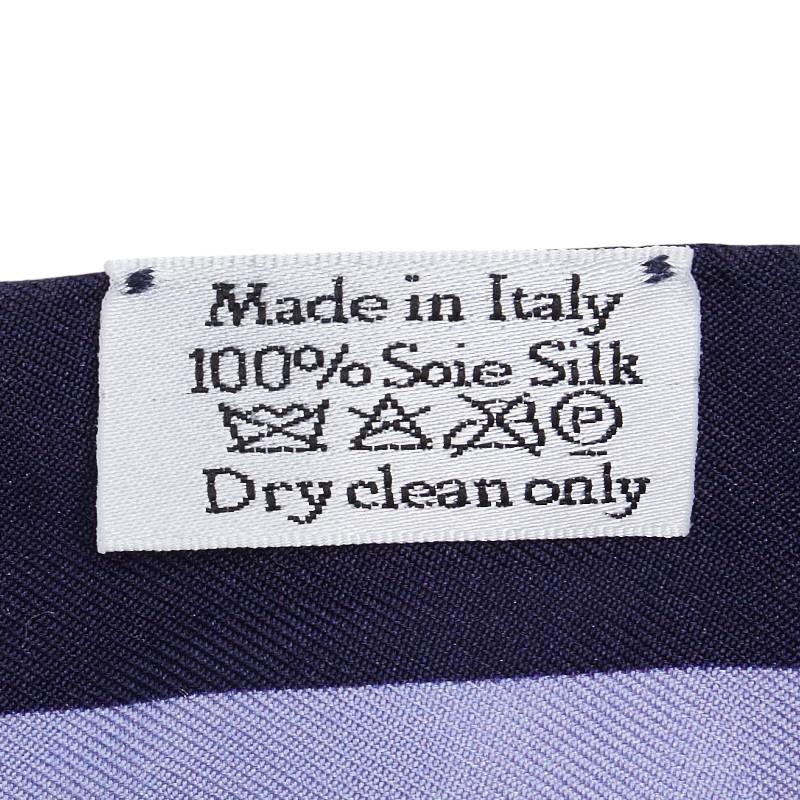 Made in Italy
100% Soie Silk
P
Dry clean only